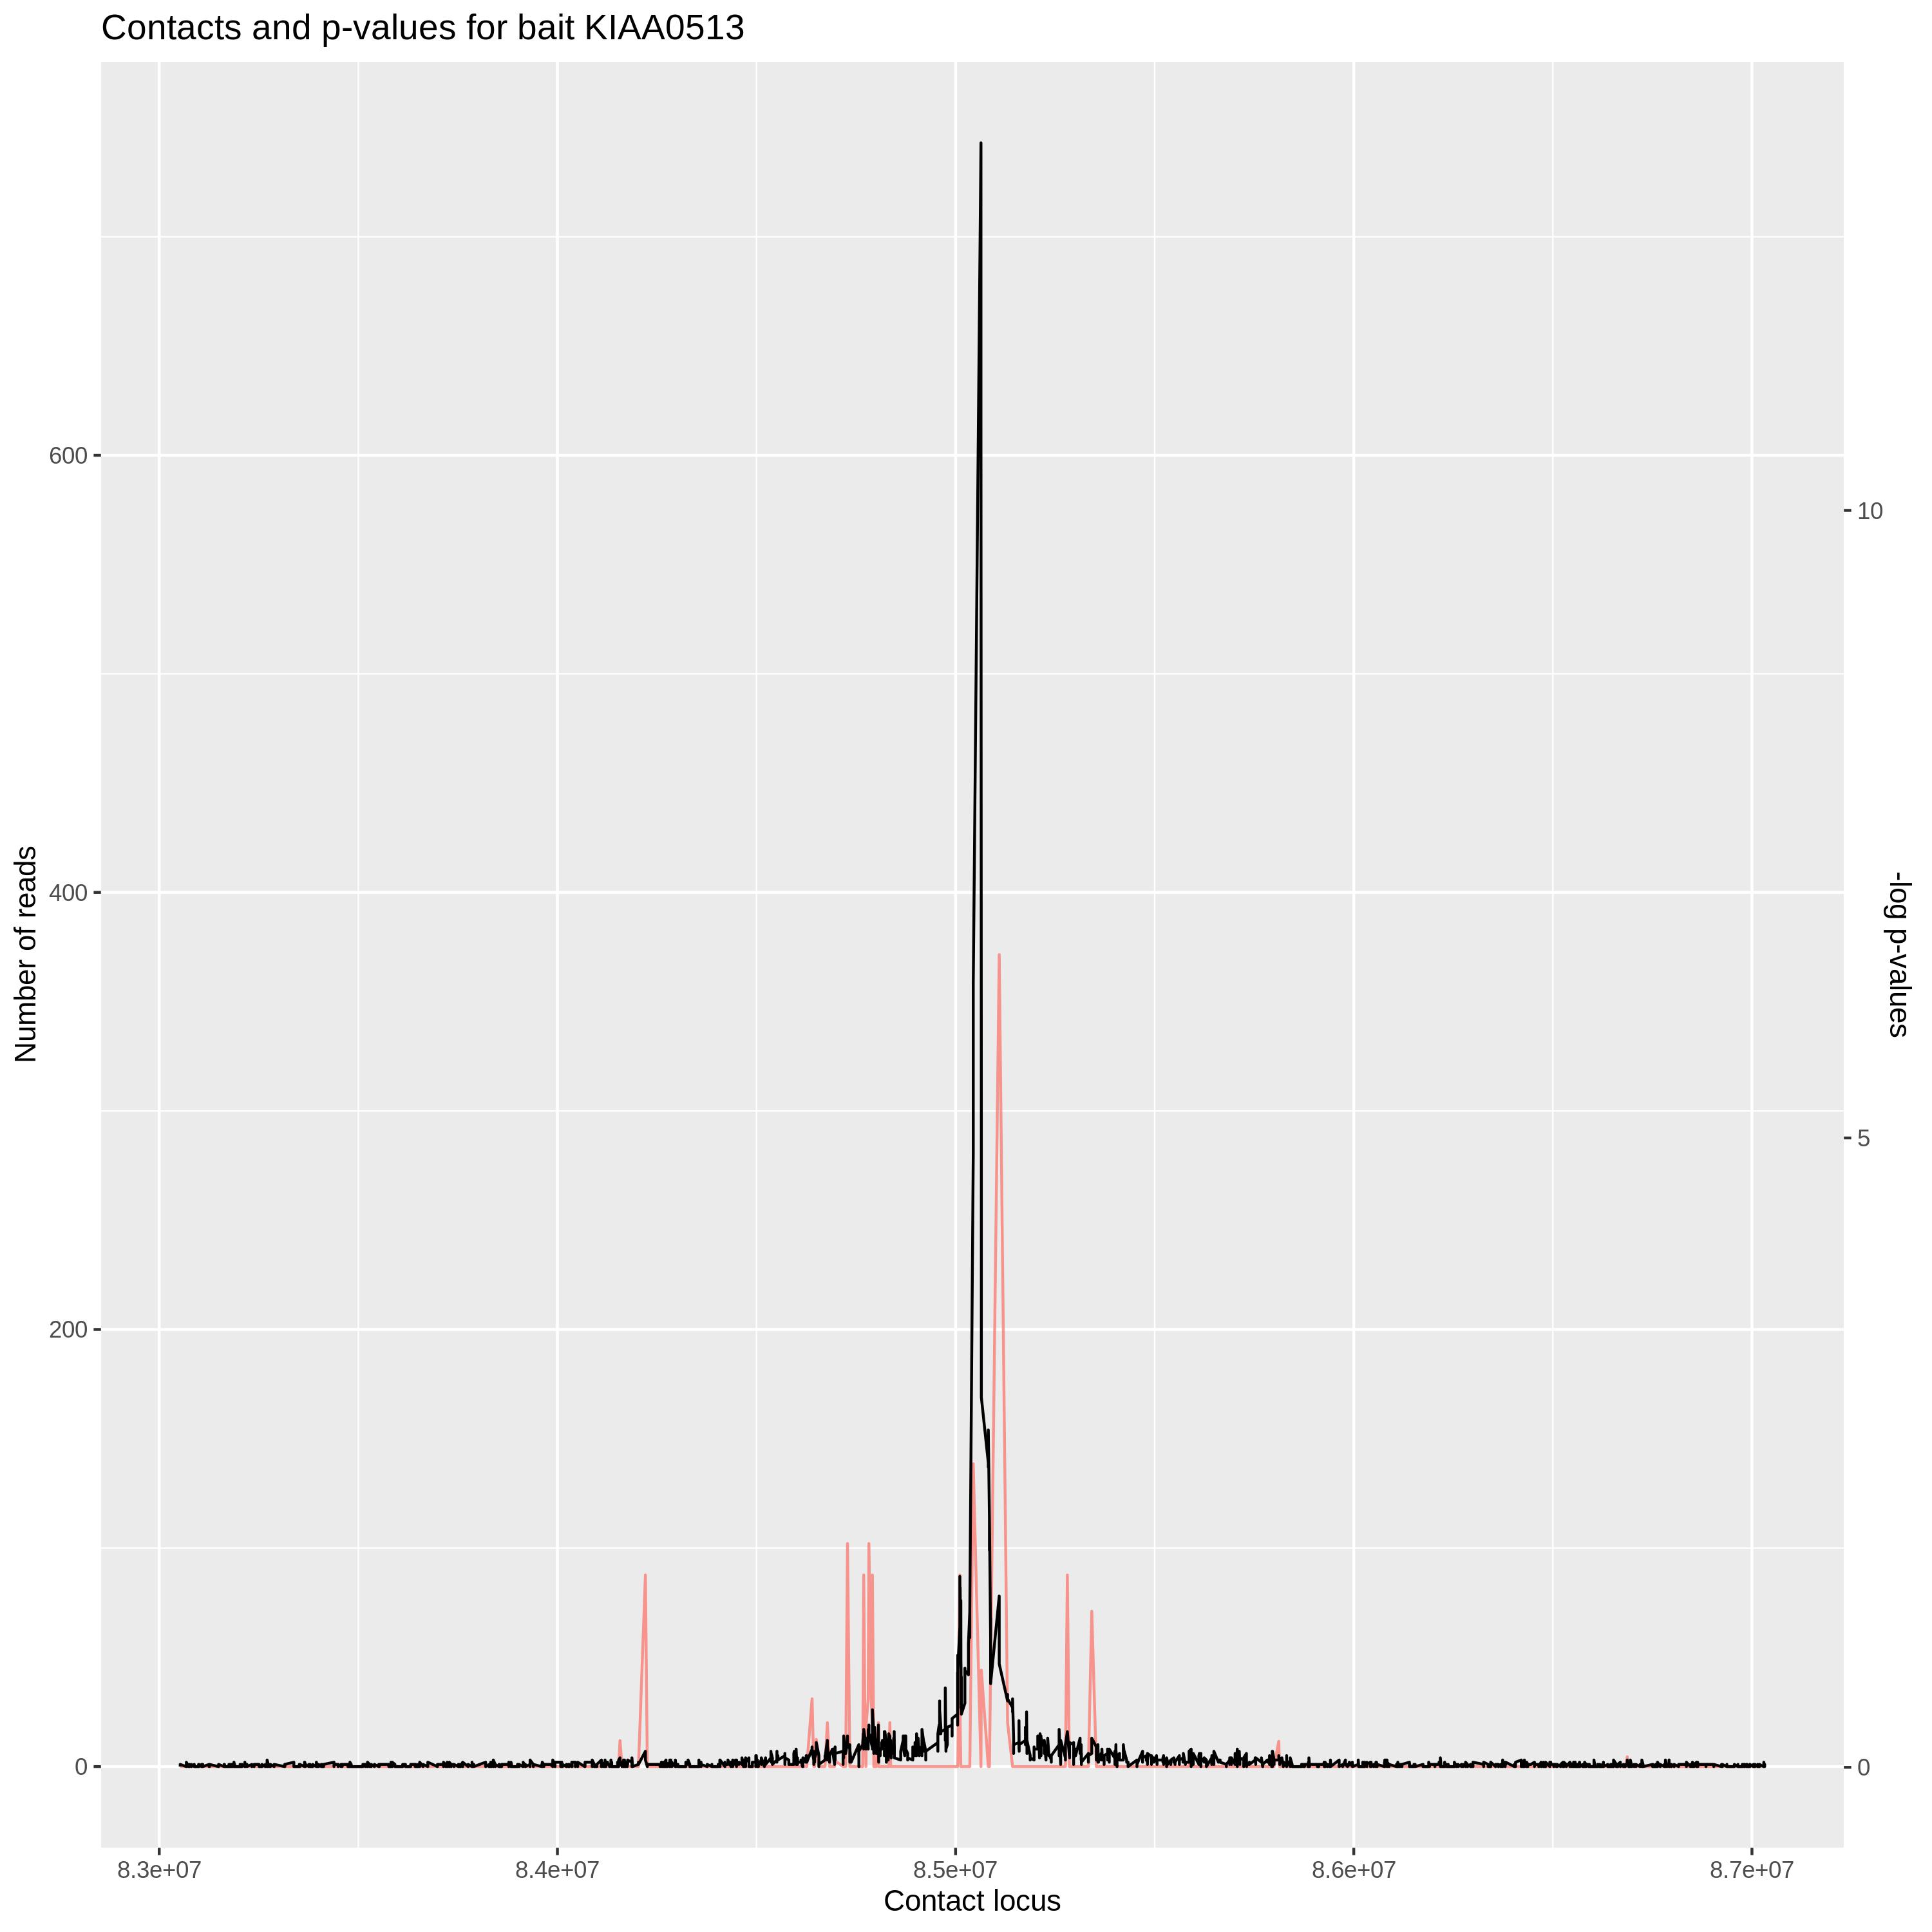 Contacts and p-values for bait KIAA0513
Number of reads
600
400
200
0
10
5
0
-log p-values
8.3e+07
8.4e+07
8.5e+07
8.6e+07
8.7e+07
Contact locus